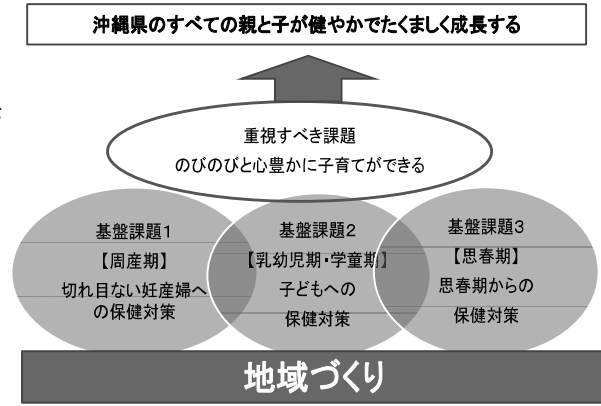 沖縄県のすべての親と子が健やかでたくましく成長する
重視すべき課題
のびのびと心豊かに子育てができる
基盤課題1
【周産期】
切れ目ない妊産婦へ
の保健対策
基盤課題2
【乳幼児期・学童期】
子どもへの
保健対策
基盤課題3
【思春期】
思春期からの
保健対策
地域づくり